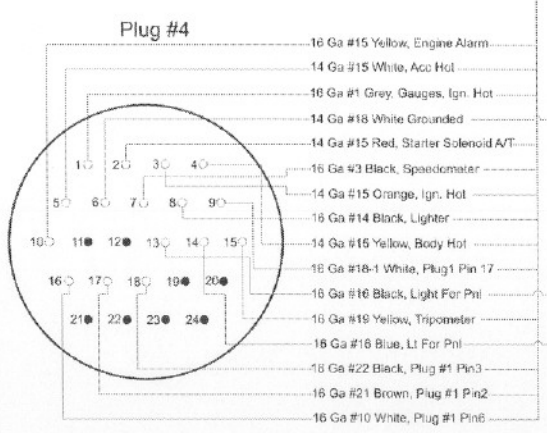 Plug #4
16 Ga #15 Yellow, Engine Alarm
14 Ga #15 White, Acc Hot
16 Ga #1 Grey, Gauges, Ign. Hot
14 Ga #18 White Grounded
14 Ga #15 Red, Starter Solenoid A/T
16 Ga #3 Black, Speedometer
14 Ga #15 Orange, Ign. Hot
16 Ga #14 Black, Lighter
14 Ga #15 Yellow, Body Hot
16 Ga #18-1 White, Plug1 Pin 17
16 Ga #16 Black, Light For Pnl
16 Ga #19 Yellow, Tripometer
16 Ga #16 Blue, Lt For Pnl
16 Ga #22 Black, Plug #1 Pin3
16 Ga #21 Brown, Plug #1 Pin2
16 Ga #10 White, Plug #1 Pin6
1 2 3 4
5 6 7 8 9
10 11 12 13 14 15
16 17 18 19 20
21 22 23 24